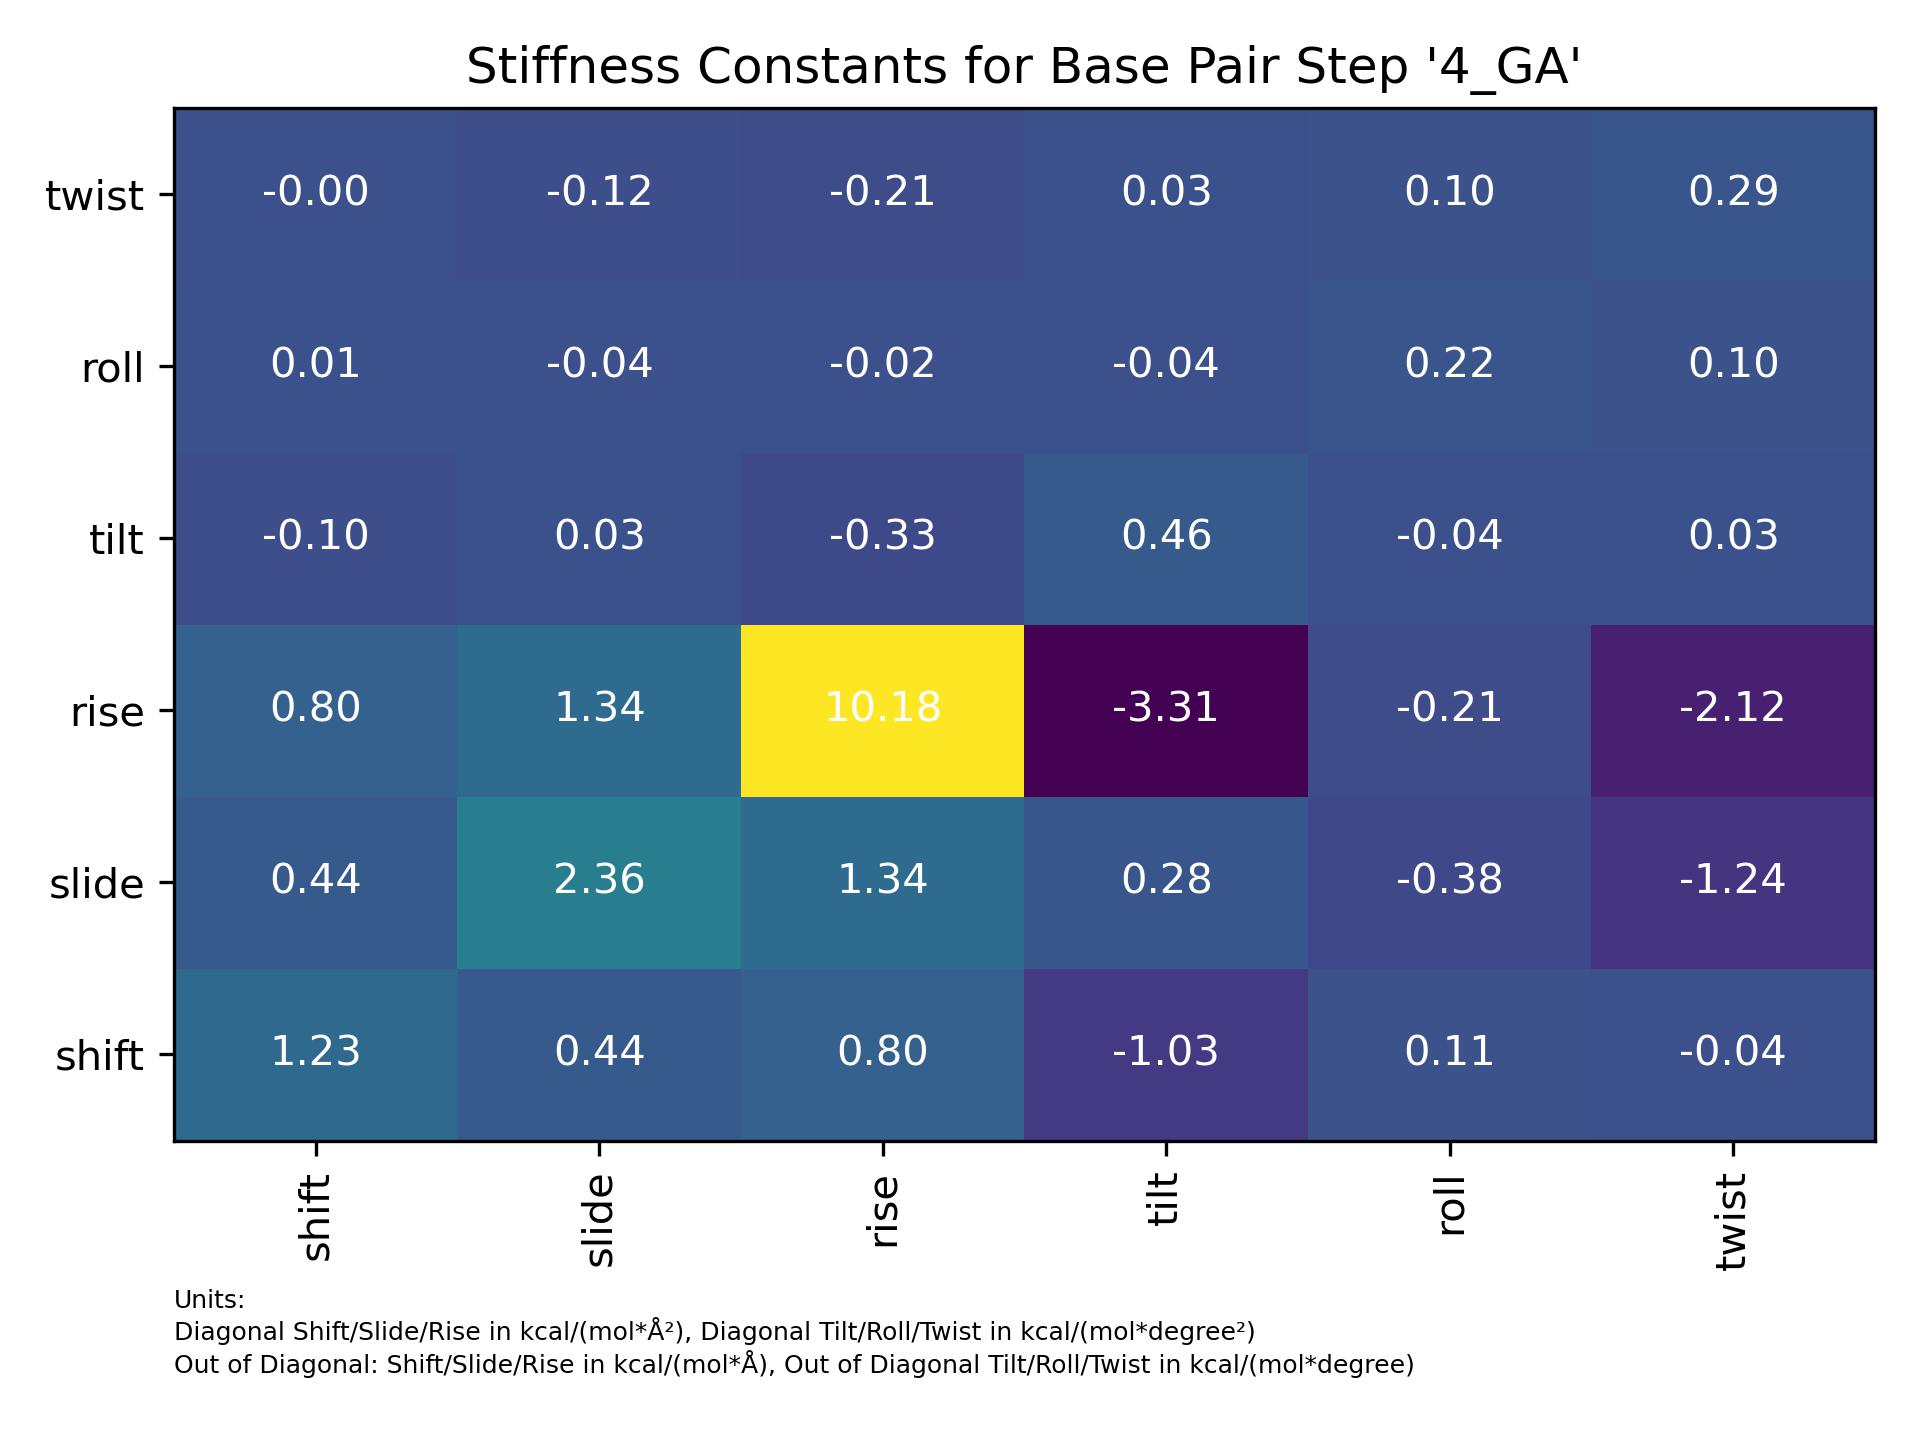 Stiffness Constants for Base Pair Step '4_GA'
twist -0.00 -0.12 -0.21 0.03 0.10 0.29
roll 0.01 -0.04 -0.02 -0.04 0.22 0.10
tilt -0.10 0.03 -0.33 0.46 -0.04 0.03
rise 0.80 1.34 10.18 -3.31 -0.21 -2.12
slide 0.44 2.36 1.34 0.28 -0.38 -1.24
shift 1.23 0.44 0.80 -1.03 0.11 -0.04
shift slide rise tilt roll twist
Units:
Diagonal Shift/Slide/Rise in kcal/(mol*Å²), Diagonal Tilt/Roll/Twist in kcal/(mol*degree²)
Out of Diagonal: Shift/Slide/Rise in kcal/(mol*Å), Out of Diagonal Tilt/Roll/Twist in kcal/(mol*degree)